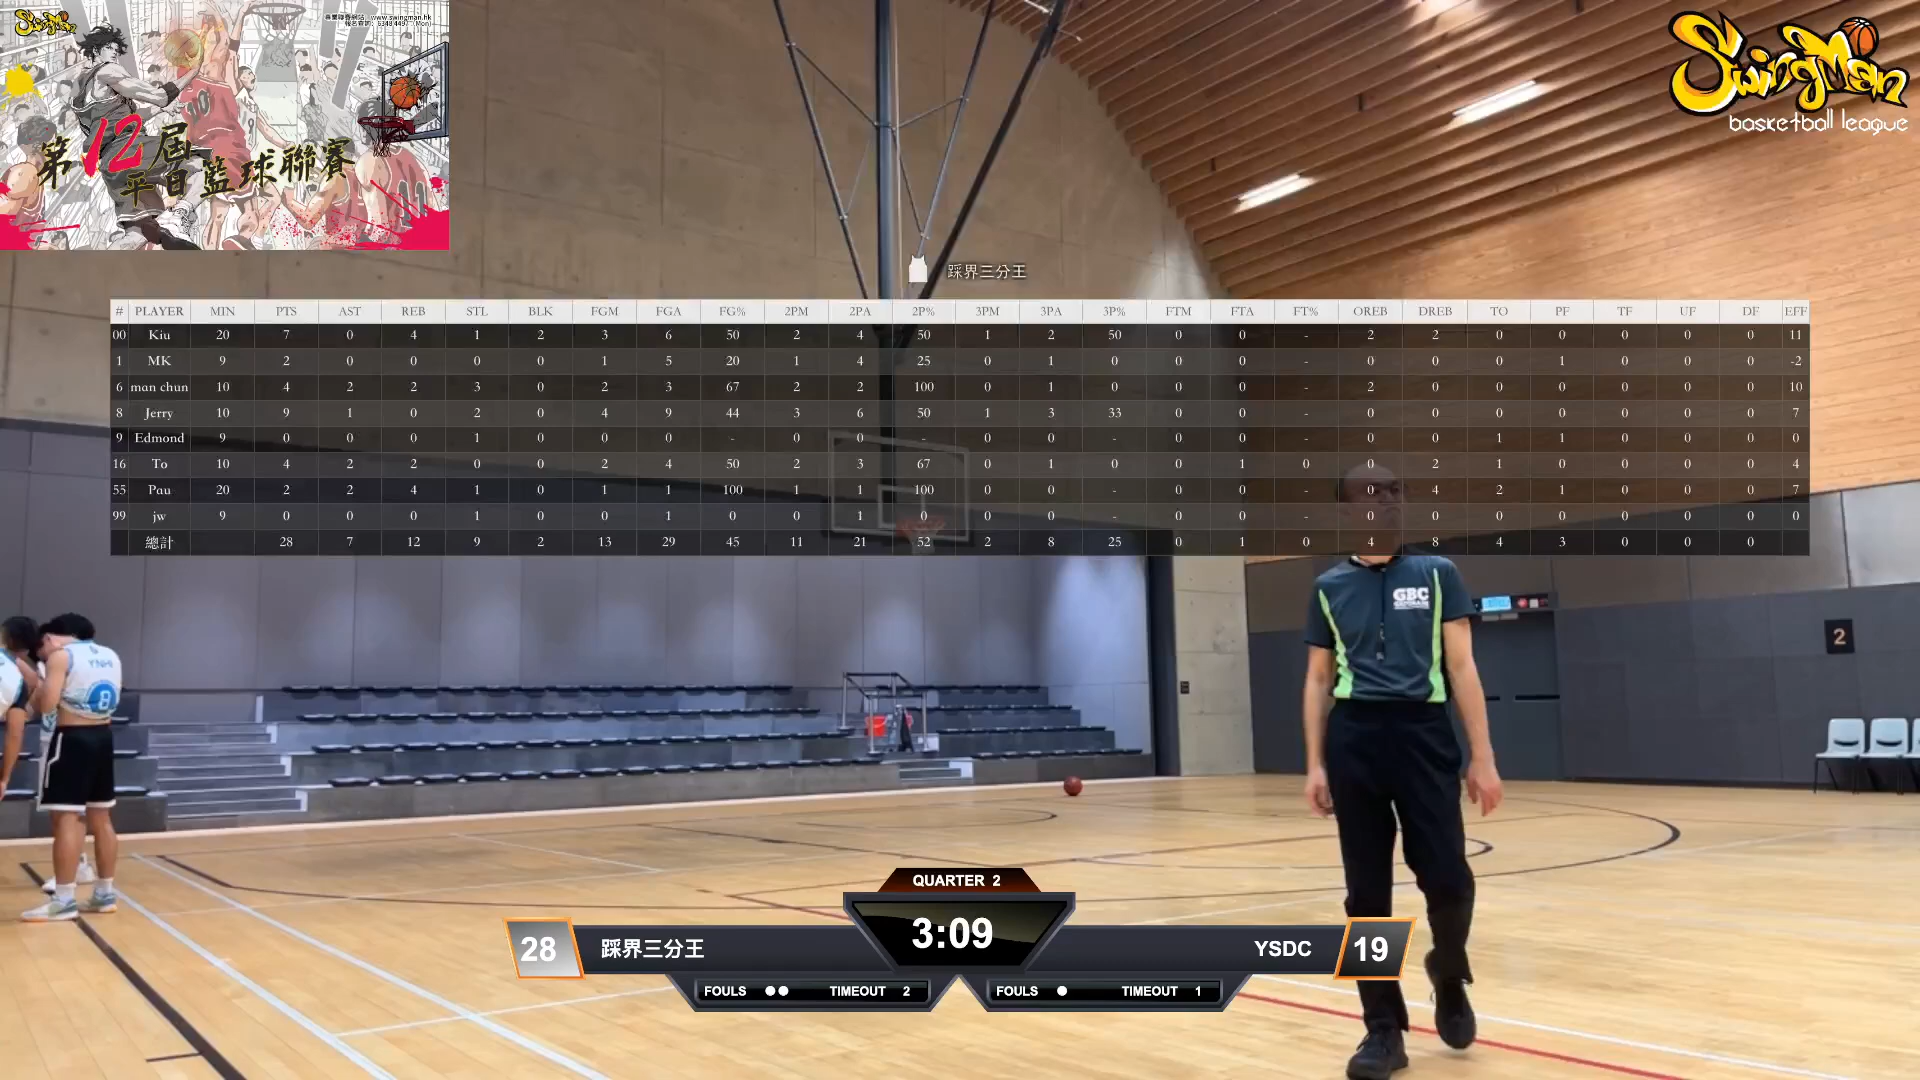 SwingMan
第12屆
平日籃球聯賽
SwingMan
basketball league
踩界三分王
# PLAYER MIN PTS AST REB STL BLK FGM FGA FG% 2PM 2PA 2P% 3PM 3PA 3P% FTM FTA FT% OREB DREB TO PF TF UF DF EFF
00 Kiu 20 7 0 4 1 2 3 6 50 2 4 50 1 2 50 0 0 - 2 2 0 0 0 0 0 11
1 MK 9 2 0 0 0 0 1 5 20 1 4 25 0 1 0 0 0 - 0 0 0 1 0 0 0 -2
6 man chun 10 4 2 2 3 0 2 3 67 2 2 100 0 1 0 0 0 - 2 0 0 0 0 0 0 10
8 Jerry 10 9 1 0 2 0 4 9 44 3 6 50 1 3 33 0 0 - 0 0 0 0 0 0 0 7
9 Edmond 9 0 0 0 1 0 0 0 - 0 0 - 0 0 - 0 0 - 0 0 1 1 0 0 0 0
16 To 10 4 2 2 0 0 2 4 50 2 3 67 0 1 0 0 1 0 0 2 1 0 0 0 0 4
55 Pau 20 2 2 4 1 0 1 1 100 1 1 100 0 0 - 0 0 - 0 4 2 1 0 0 0 7
99 jw 9 0 0 0 1 0 0 1 0 0 1 0 0 0 - 0 0 - 0 0 0 0 0 0 0 0
總計 28 7 12 9 2 13 29 45 11 21 52 2 8 25 0 1 0 4 8 4 3 0 0 0
GBC
2
8
QUARTER 2
3:09
28 踩界三分王
YSDC 19
FOULS TIMEOUT 2
FOULS TIMEOUT 1